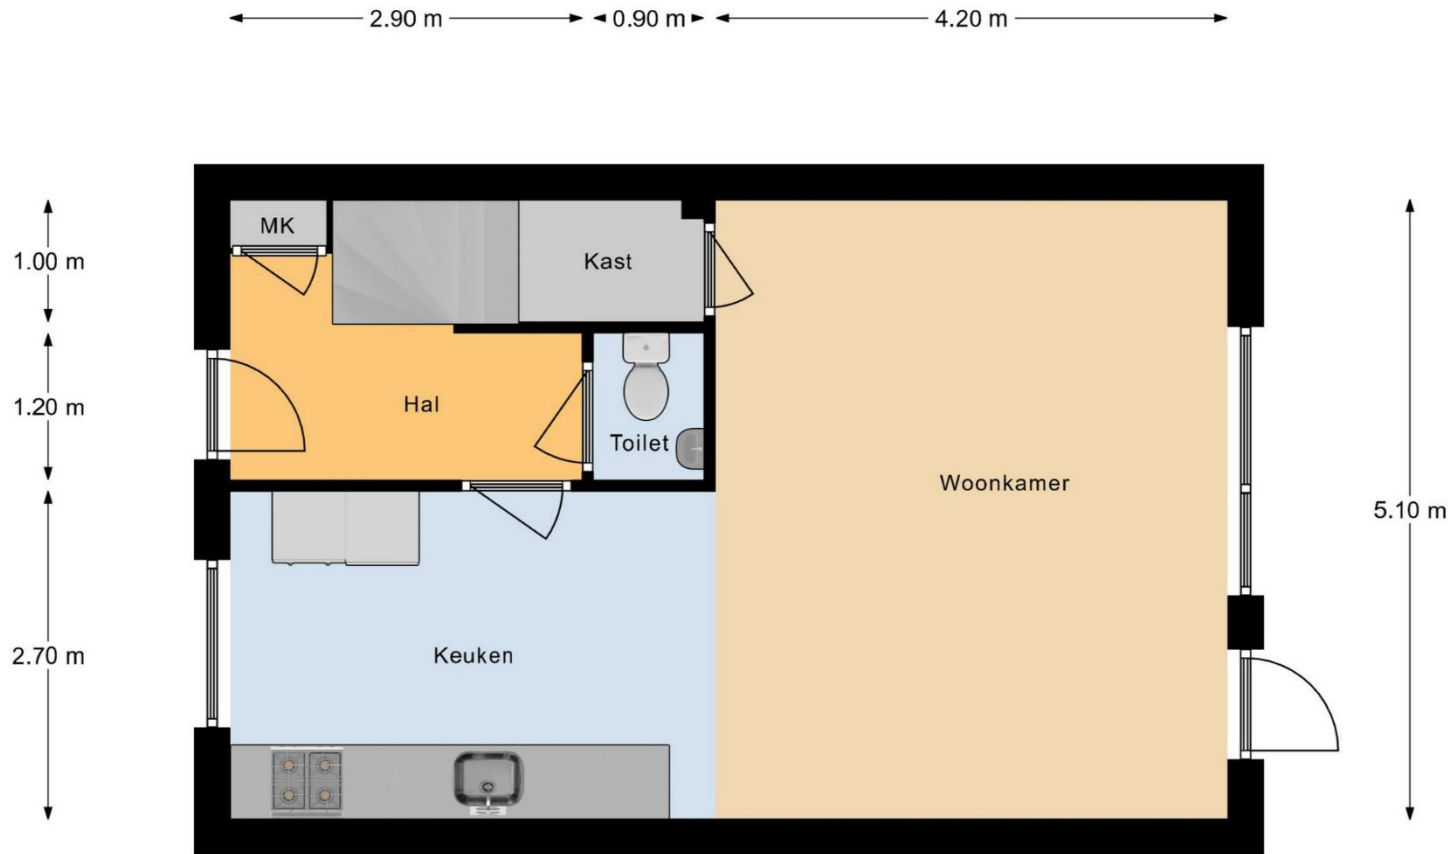 2.90 m 0.90 m 4.20 m
MK
1.00 m Kast
1.20 m Hal
Toilet
Woonkamer
5.10 m
2.70 m Keuken